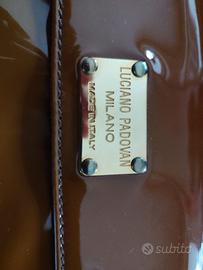 LUCIANO PADOVAN
MILANO
MADE IN ITALY
subito